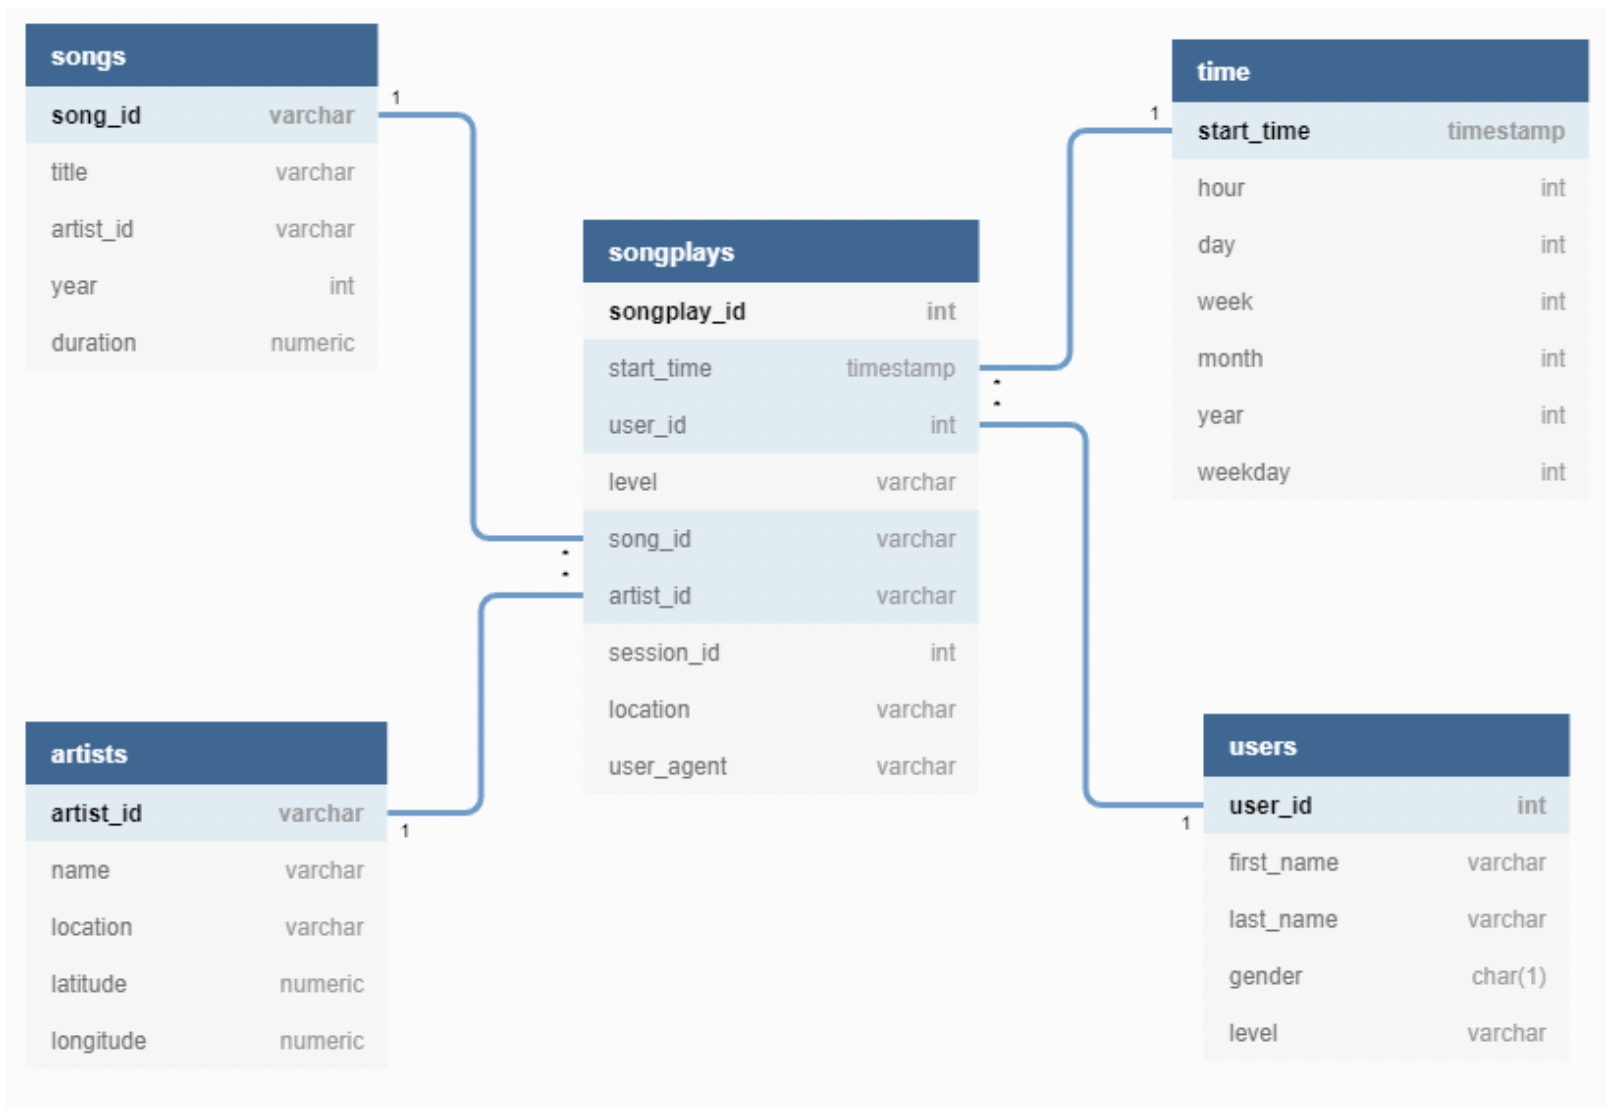 songs
song_id varchar
title varchar
artist_id varchar
year int
duration numeric
1
songplays
songplay_id int
start_time timestamp
user_id int
level varchar
song_id varchar
artist_id varchar
session_id int
location varchar
user_agent varchar
*
*
*
*
time
start_time timestamp
hour int
day int
week int
month int
year int
weekday int
1
artists
artist_id varchar
name varchar
location varchar
latitude numeric
longitude numeric
1
users
user_id int
first_name varchar
last_name varchar
gender char(1)
level varchar
1